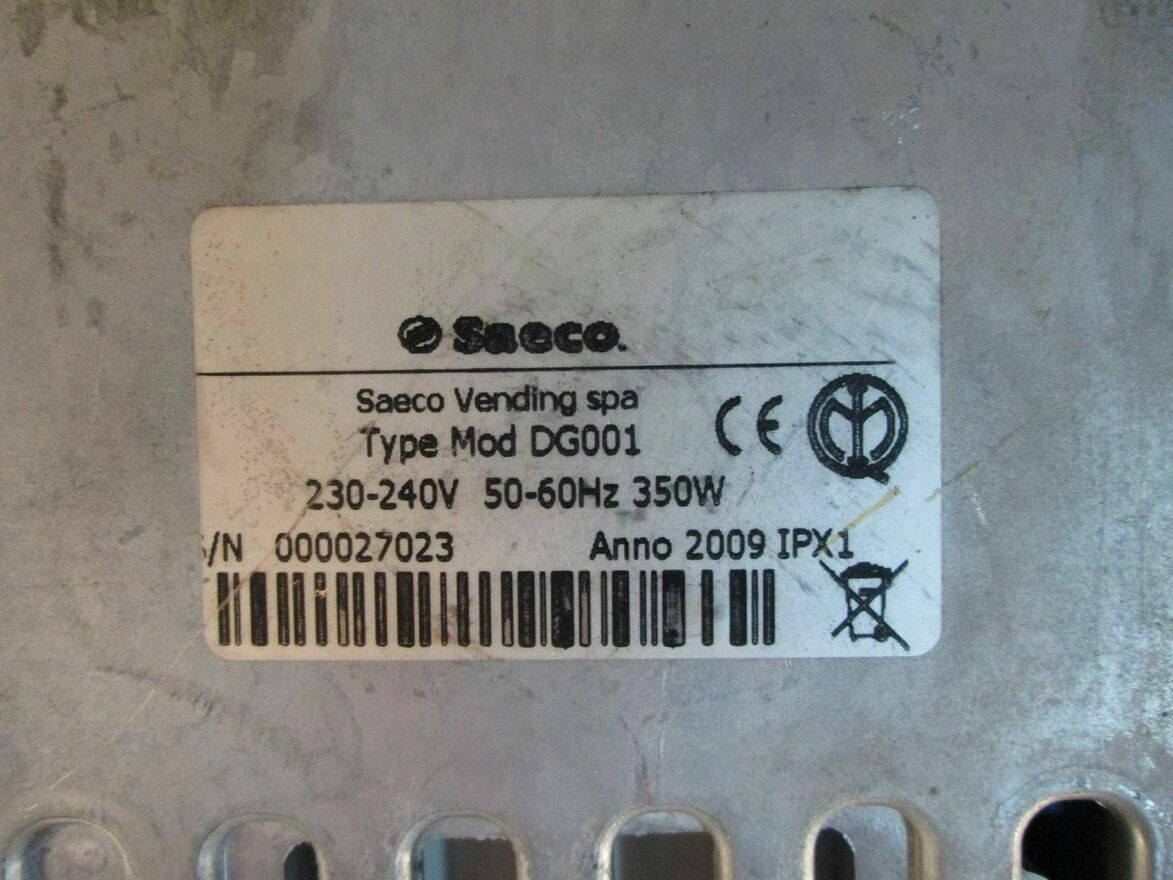 Saeco.
Saeco Vending spa
Type Mod DG001
CE
230-240V 50-60Hz 350W
S/N 000027023 Anno 2009 IPX1